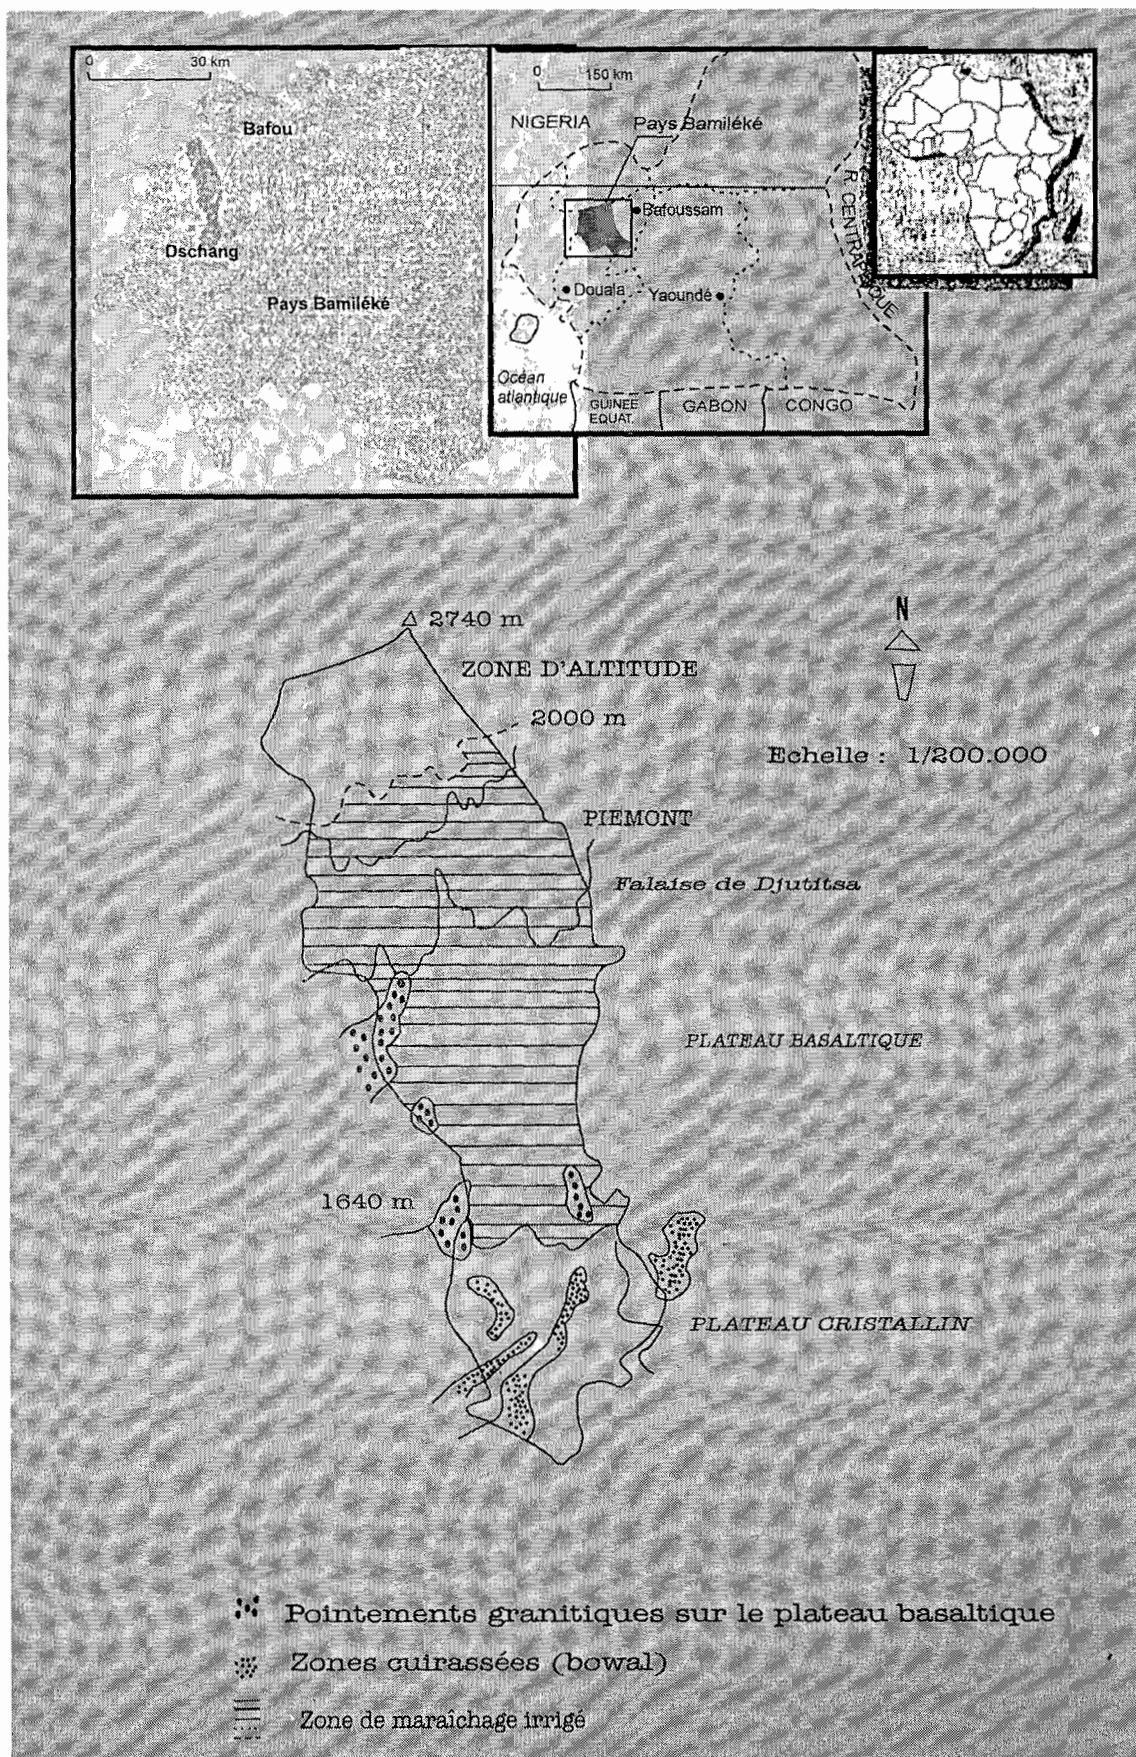 0 30 km
Bafou
Dschang
Pays Bamiléké
0 150 km
NIGERIA
Pays Bamiléké
R. CENTRAFRIQUE
Bafoussam
Douala
Yaoundé
Océan
atlantique
GUINEE
EQUAT.
GABON
CONGO
2740 m
N
ZONE D'ALTITUDE
2000 m
Echelle : 1/200.000
PIEMONT
Falaise de Djutitsa
PLATEAU BASALTIQUE
1640 m
PLATEAU CRISTALLIN
Pointements granitiques sur le plateau basaltique
Zones cuirassées (bowal)
Zone de maraîchage irrigé